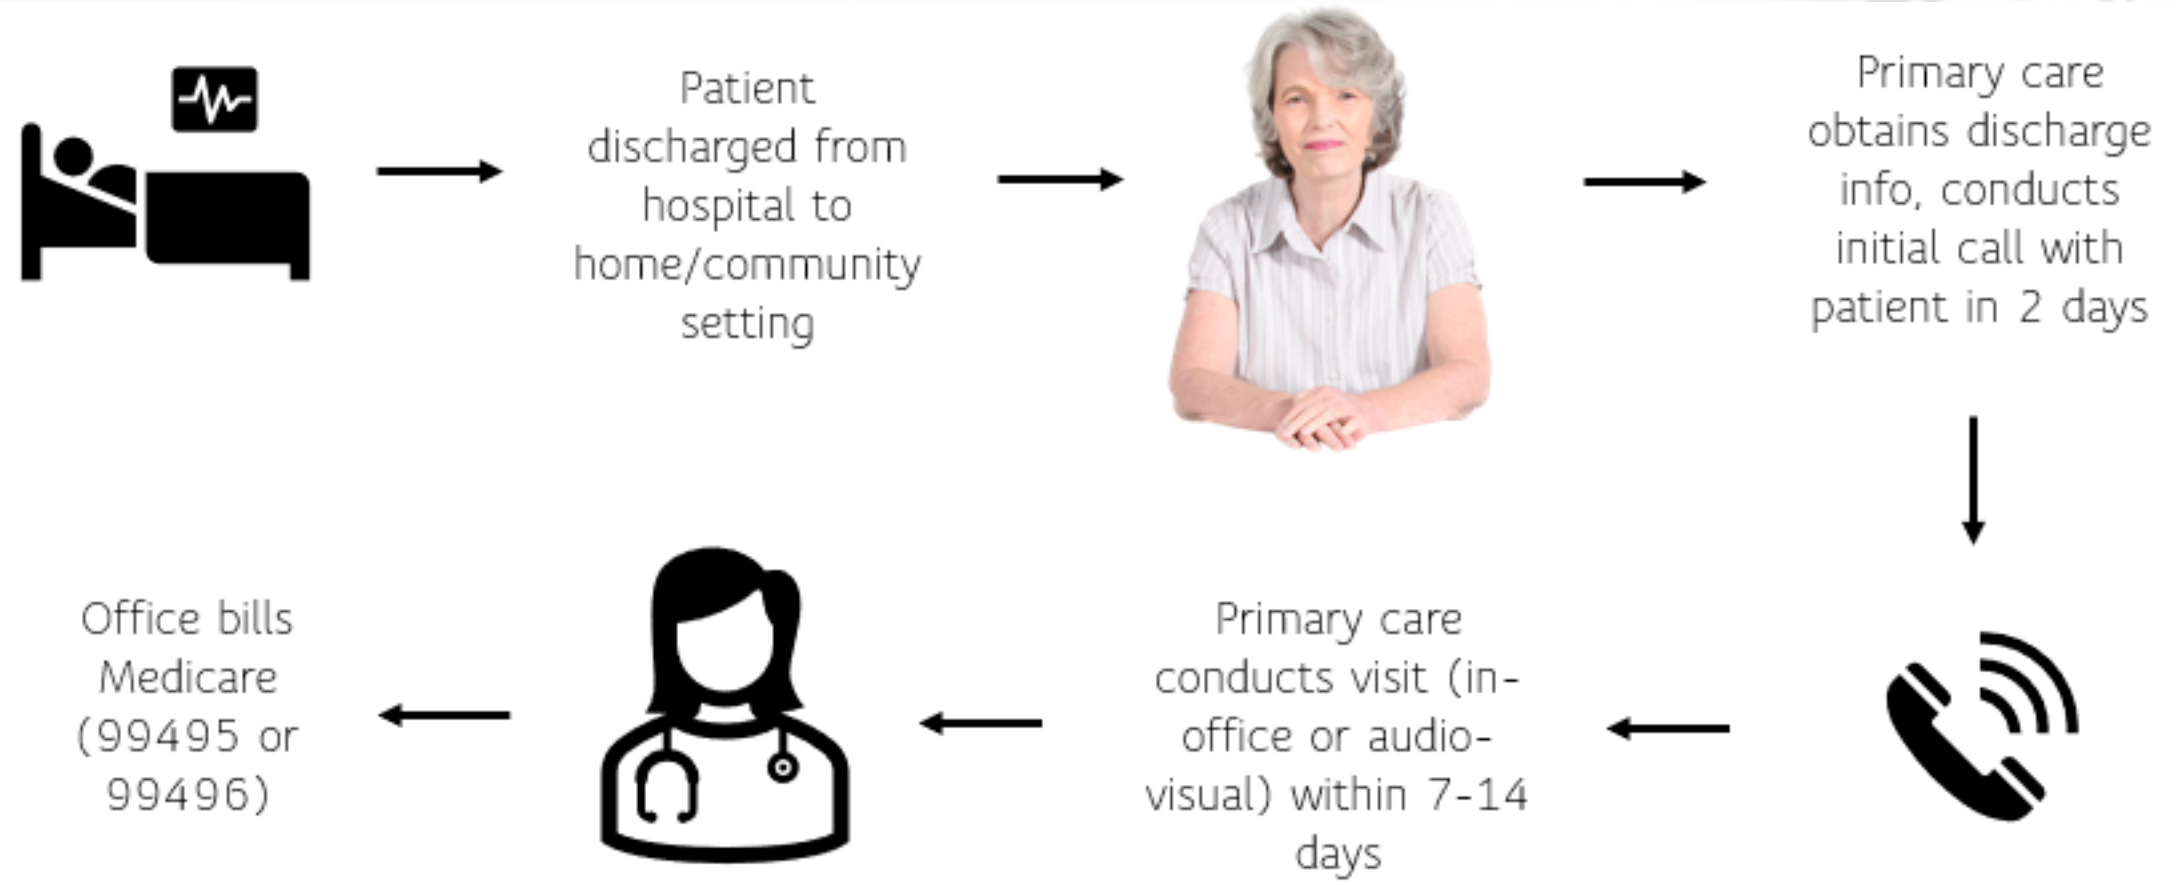 Patient
discharged from
hospital to
home/community
setting
Primary care
obtains discharge
info, conducts
initial call with
patient in 2 days
Primary care
conducts visit (in-
office or audio-
visual) within 7-14
days
Office bills
Medicare
(99495 or
99496)